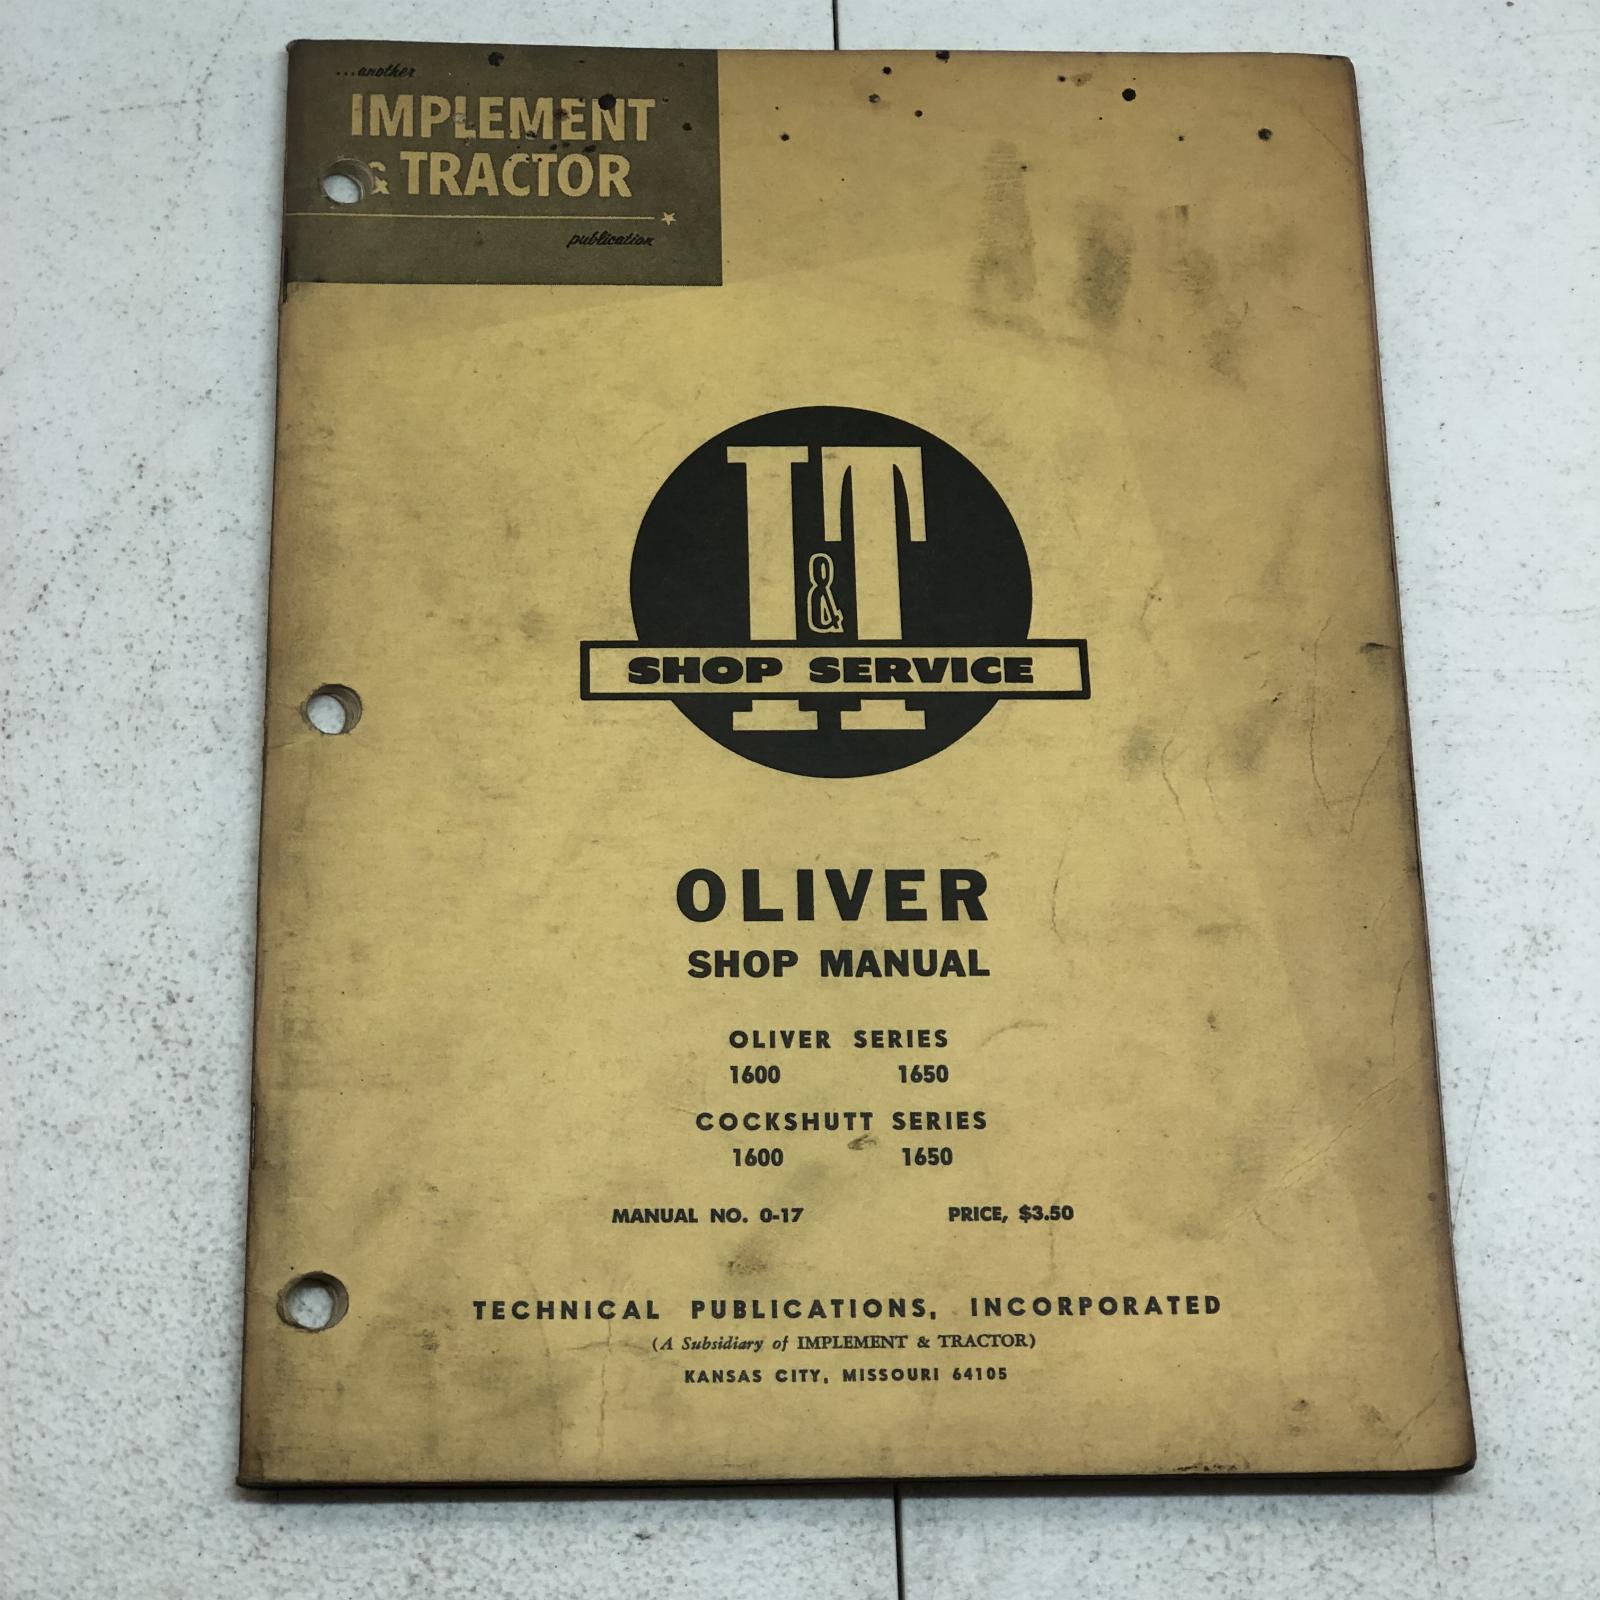 ...another
IMPLEMENT
& TRACTOR
publication
I&T
SHOP SERVICE
OLIVER
SHOP MANUAL
OLIVER SERIES
1600 1650
COCKSHUTT SERIES
1600 1650
MANUAL NO. O-17 PRICE, $3.50
TECHNICAL PUBLICATIONS, INCORPORATED
(A Subsidiary of IMPLEMENT & TRACTOR)
KANSAS CITY, MISSOURI 64105